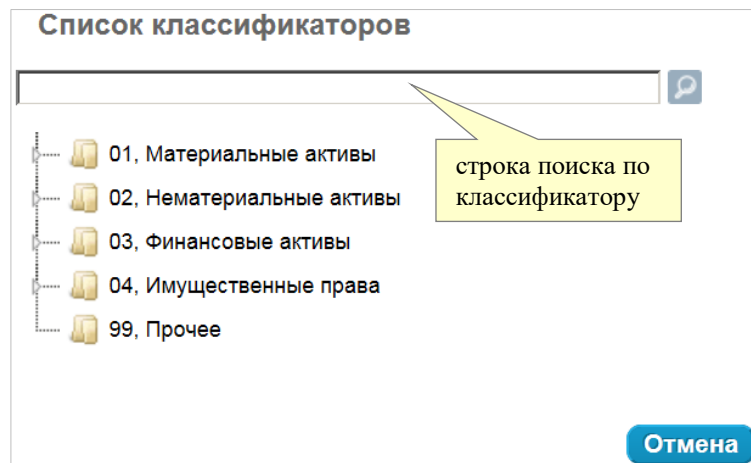 Список классификаторов
строка поиска по
классификатору
01, Материальные активы
02, Нематериальные активы
03, Финансовые активы
04, Имущественные права
99, Прочее
Отмена